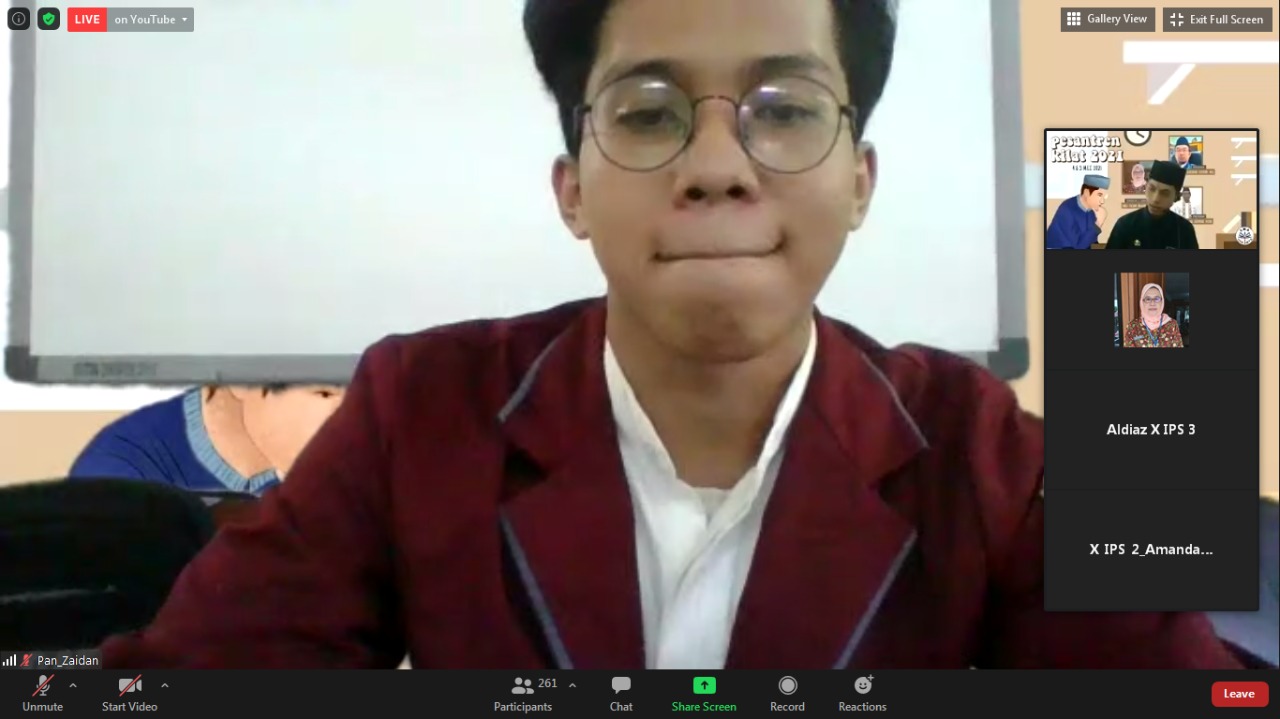 LIVE
on YouTube
Gallery View
Exit Full Screen
pesantren
kilat 2021
Aldiaz X IPS 3
X IPS 2_Amanda...
Pan_Zaidan
Unmute
Start Video
261
Participants
Chat
Share Screen
Record
Reactions
Leave